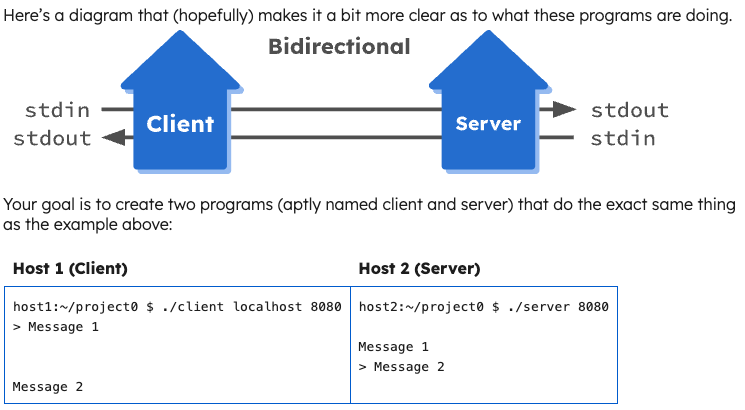 Here’s a diagram that (hopefully) makes it a bit more clear as to what these programs are doing.
Bidirectional
stdin
stdout
Client
Server
stdout
stdin
Your goal is to create two programs (aptly named client and server) that do the exact same thing
as the example above:
Host 1 (Client)
host1:~/project0 $ ./client localhost 8080
> Message 1
Message 2
Host 2 (Server)
host2:~/project0 $ ./server 8080
Message 1
> Message 2